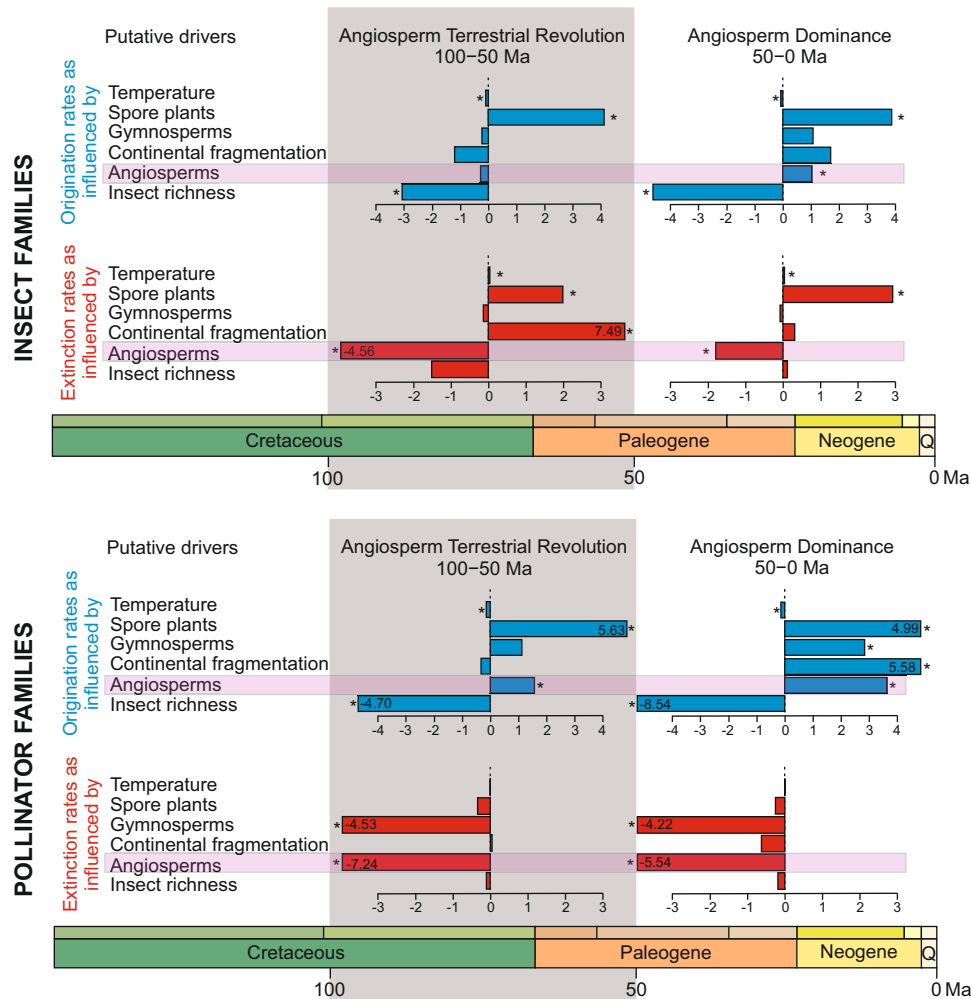 Putative drivers
Angiosperm Terrestrial Revolution
100−50 Ma
Angiosperm Dominance
50−0 Ma
INSECT FAMILIES
Origination rates as
influenced by
Temperature * *
Spore plants * *
Gymnosperms
Continental fragmentation
Angiosperms *
Insect richness * *
-4 -3 -2 -1 0 1 2 3 4
-4 -3 -2 -1 0 1 2 3 4
Extinction rates as
influenced by
Temperature * *
Spore plants * *
Gymnosperms
Continental fragmentation 7.49 *
Angiosperms * -4.56 *
Insect richness
-3 -2 -1 0 1 2 3
-3 -2 -1 0 1 2 3
Cretaceous Paleogene Neogene Q
100 50 0 Ma
Putative drivers
Angiosperm Terrestrial Revolution
100−50 Ma
Angiosperm Dominance
50−0 Ma
POLLINATOR FAMILIES
Origination rates as
influenced by
Temperature * *
Spore plants 5.63 * 4.99 *
Gymnosperms *
Continental fragmentation 5.58 *
Angiosperms * *
Insect richness * -4.70 * -8.54
-4 -3 -2 -1 0 1 2 3 4
-4 -3 -2 -1 0 1 2 3 4
Extinction rates as
influenced by
Temperature
Spore plants
Gymnosperms * -4.53 * -4.22
Continental fragmentation
Angiosperms * -7.24 * -5.54
Insect richness
-3 -2 -1 0 1 2 3
-3 -2 -1 0 1 2 3
Cretaceous Paleogene Neogene Q
100 50 0 Ma